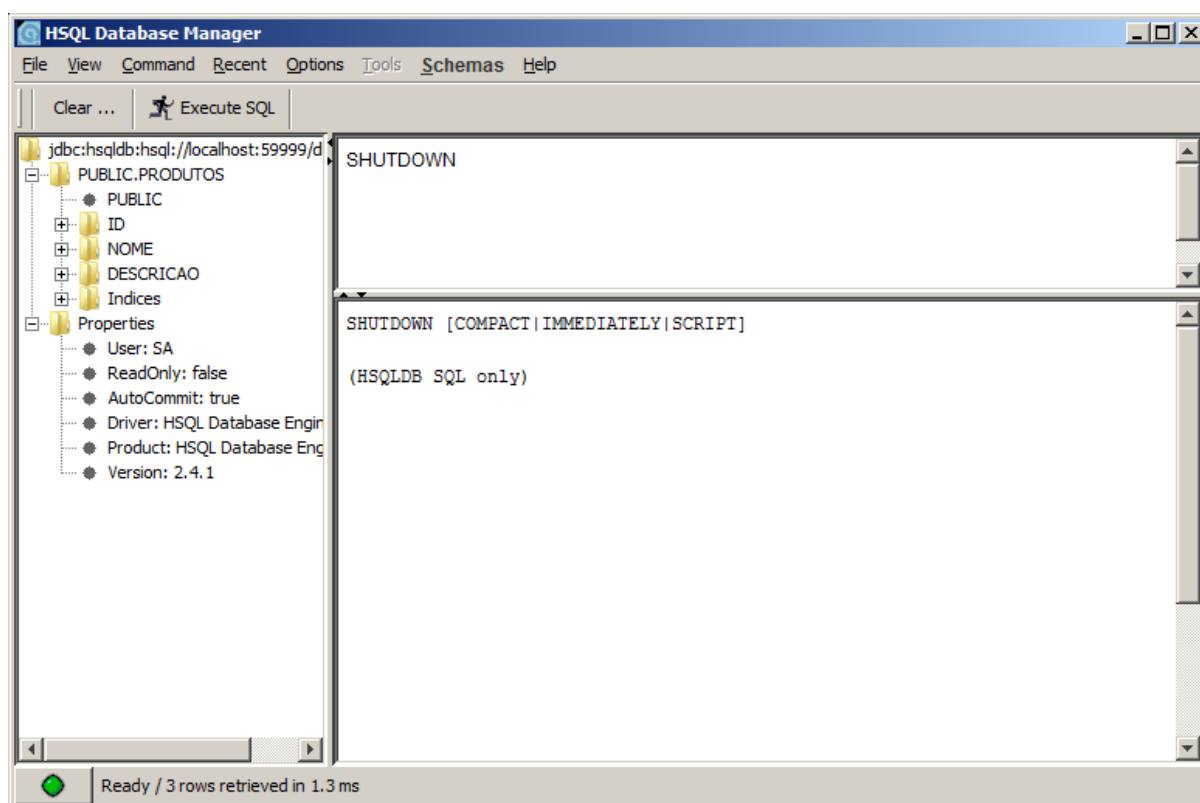 HSQL Database Manager
File View Command Recent Options Tools Schemas Help
Clear ... Execute SQL
jdbc:hsqldb:hsql://localhost:59999/d
PUBLIC.PRODUTOS
PUBLIC
ID
NOME
DESCRICAO
Indices
Properties
User: SA
ReadOnly: false
AutoCommit: true
Driver: HSQL Database Engin
Product: HSQL Database Eng
Version: 2.4.1
SHUTDOWN
SHUTDOWN [COMPACT|IMMEDIATELY|SCRIPT]
(HSQLDB SQL only)
Ready / 3 rows retrieved in 1.3 ms